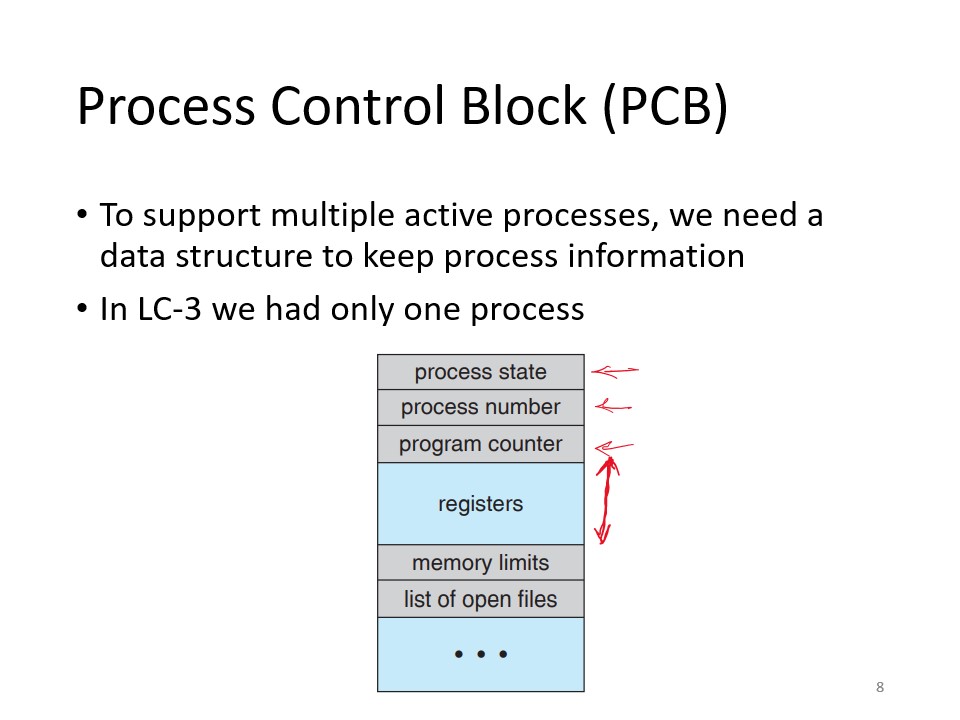 Process Control Block (PCB)
• To support multiple active processes, we need a
data structure to keep process information
• In LC-3 we had only one process
process state
process number
program counter
registers
memory limits
list of open files
• • •
8